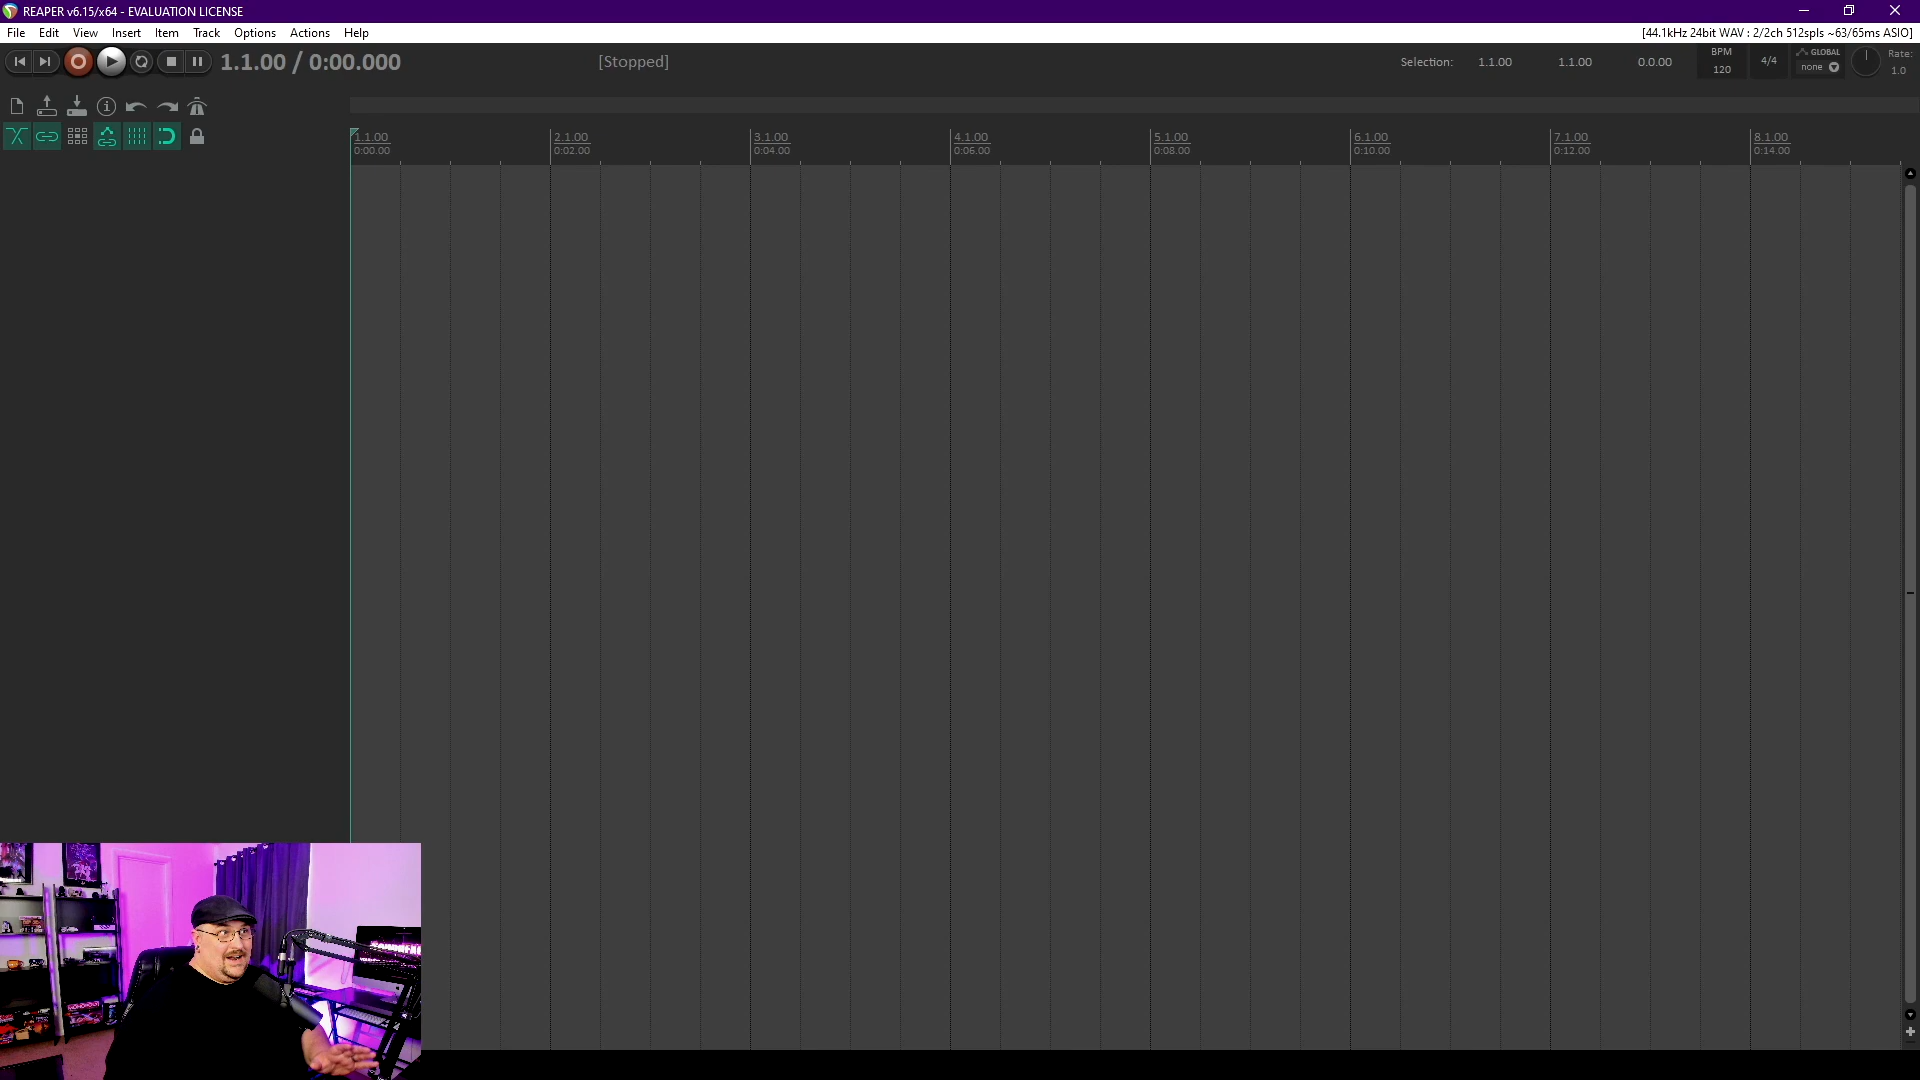 REAPER v6.15/x64 - EVALUATION LICENSE
File Edit View Insert Item Track Options Actions Help
[44.1kHz 24bit WAV : 2/2ch 512spls ~63/65ms ASIO]
1.1.00 / 0:00.000
[Stopped]
Selection: 1.1.00 1.1.00 0.0.00
BPM
120
4/4
GLOBAL
none
Rate:
1.0
1.1.00 2.1.00 3.1.00 4.1.00 5.1.00 6.1.00 7.1.00 8.1.00
0:00.00 0:02.00 0:04.00 0:06.00 0:08.00 0:10.00 0:12.00 0:14.00